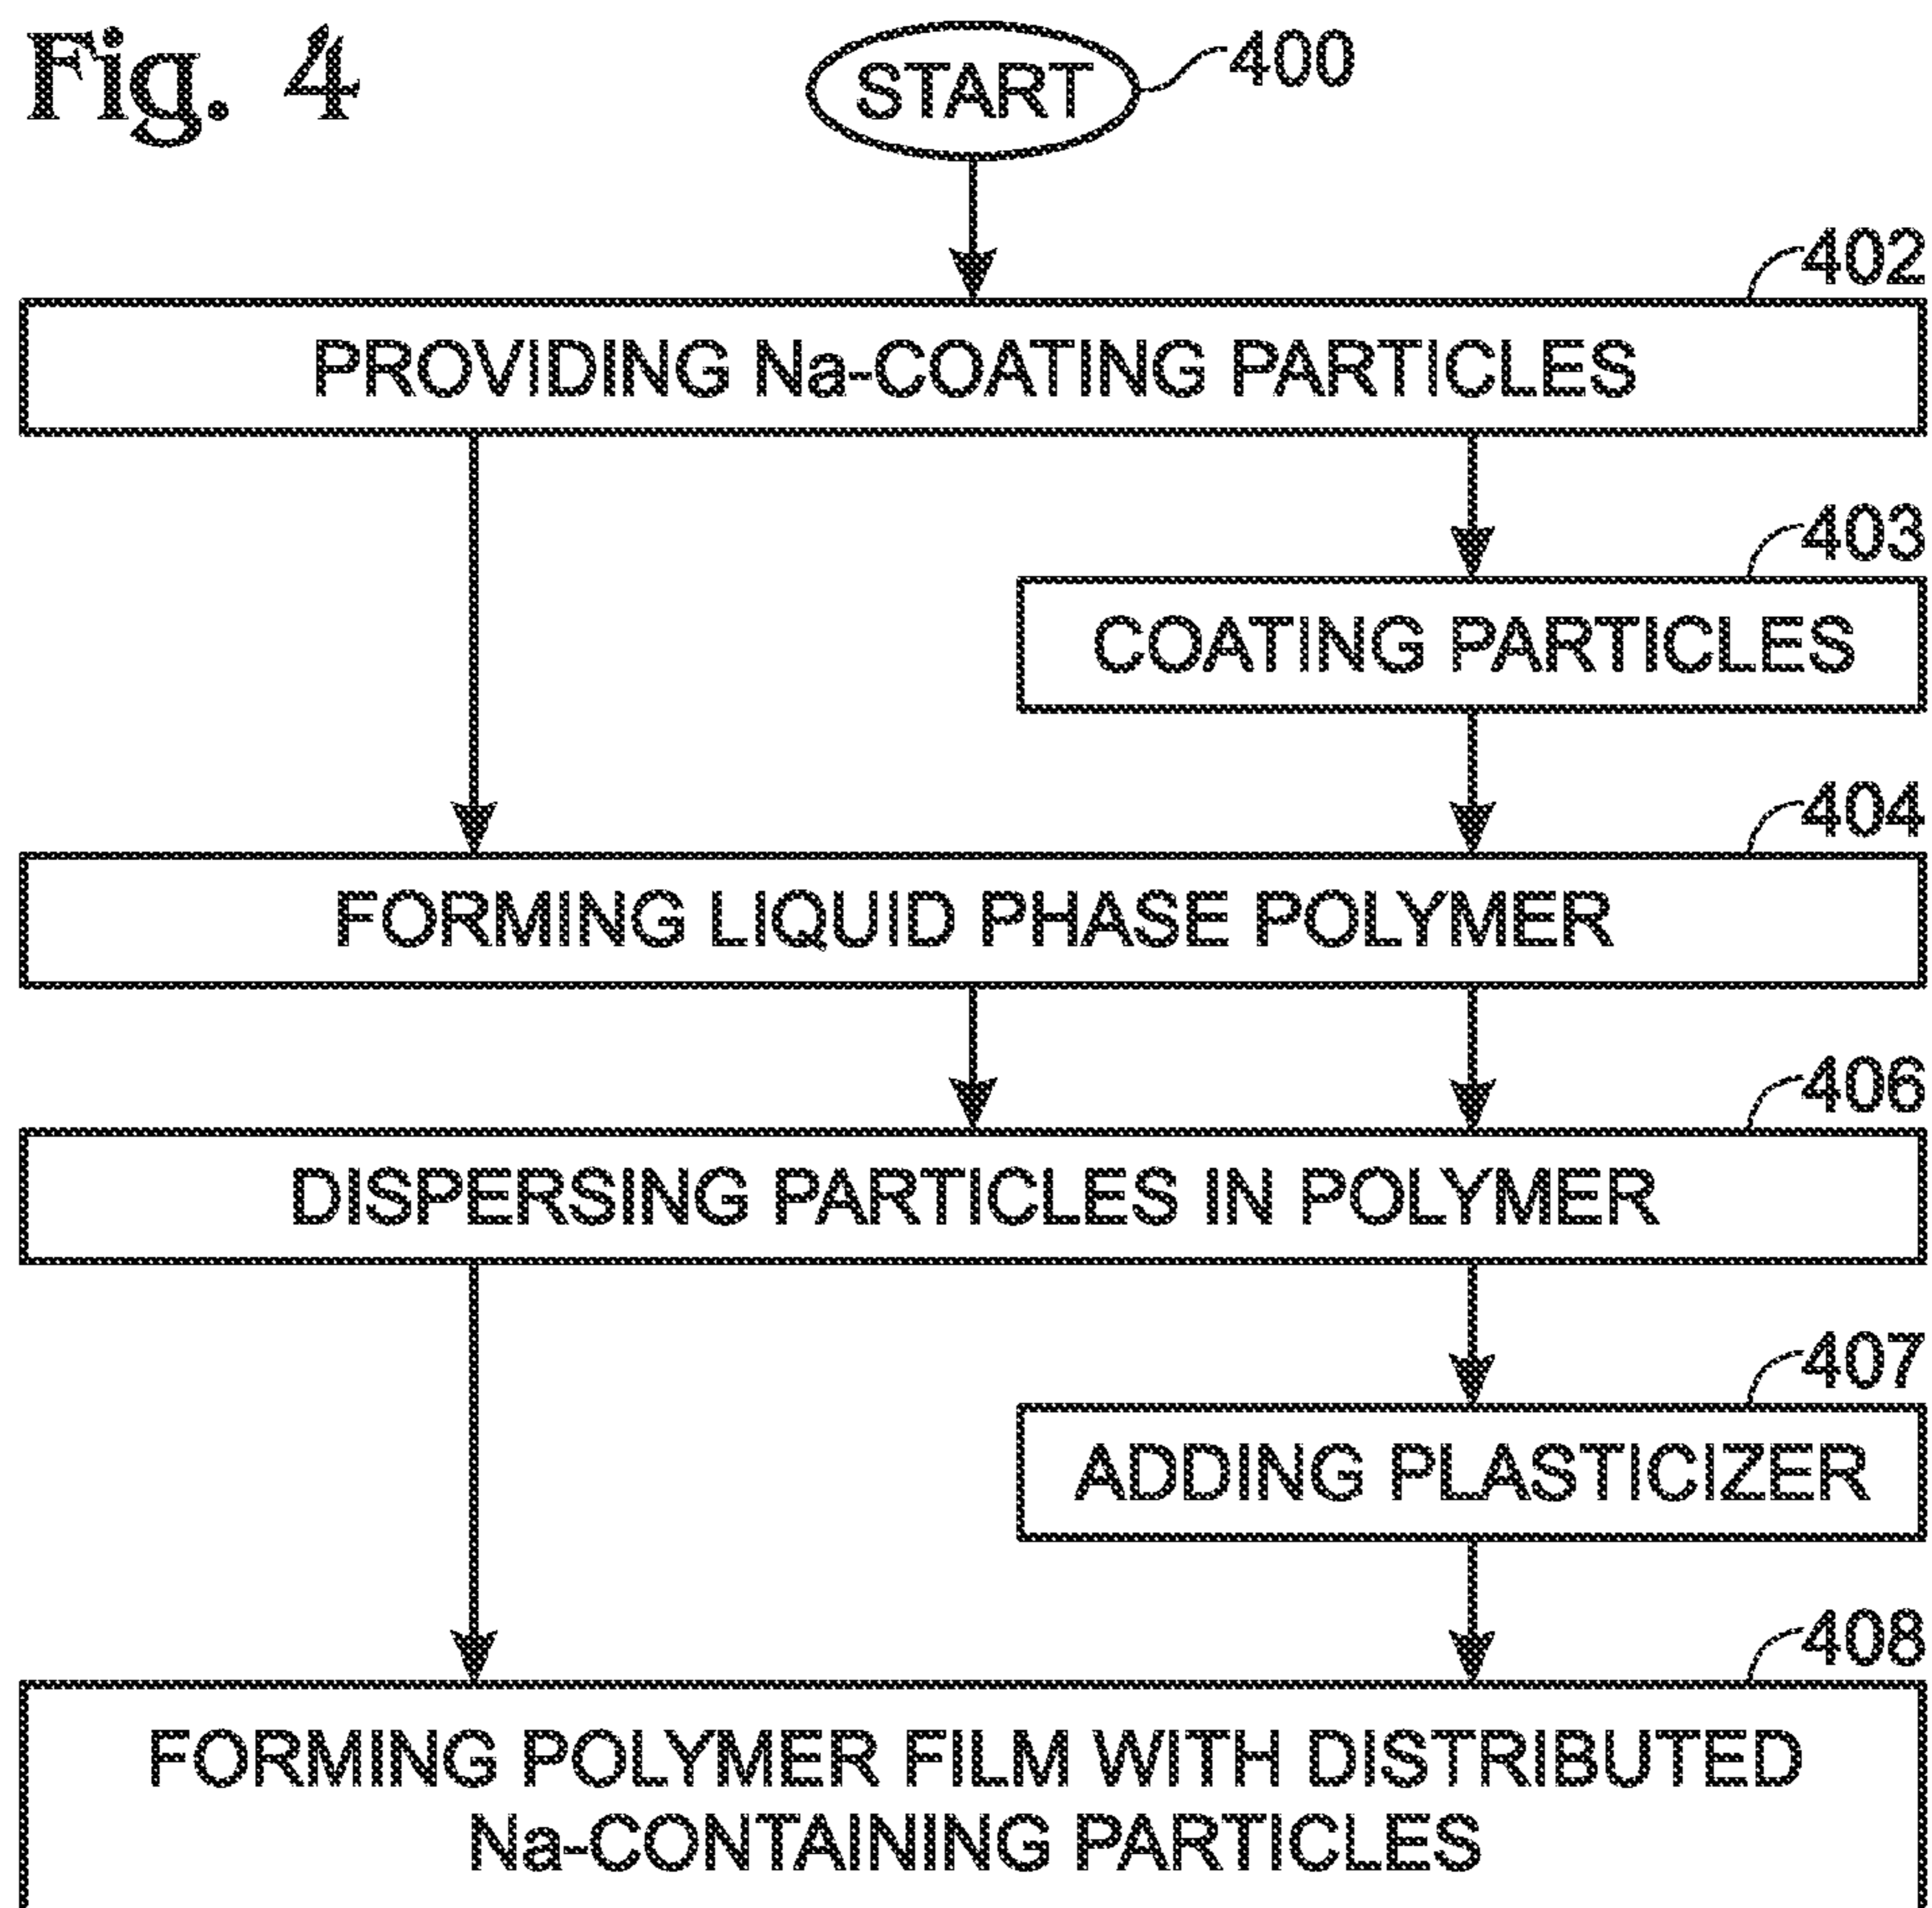 Fig. 4
START
400
402
PROVIDING Na-COATING PARTICLES
403
COATING PARTICLES
404
FORMING LIQUID PHASE POLYMER
406
DISPERSING PARTICLES IN POLYMER
407
ADDING PLASTICIZER
408
FORMING POLYMER FILM WITH DISTRIBUTED
Na-CONTAINING PARTICLES